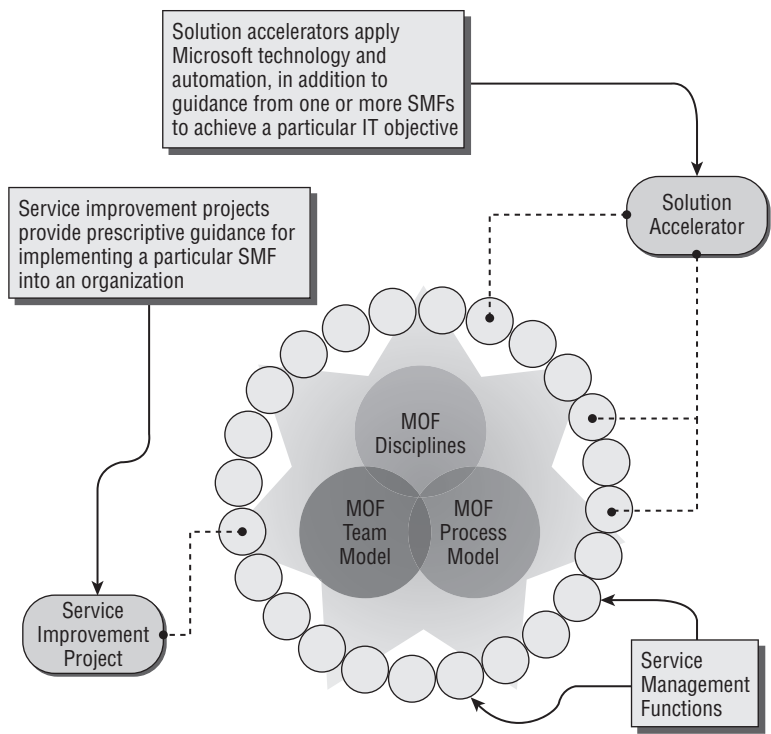 Solution accelerators apply
Microsoft technology and
automation, in addition to
guidance from one or more SMFs
to achieve a particular IT objective
Service improvement projects
provide prescriptive guidance for
implementing a particular SMF
into an organization
Solution
Accelerator
MOF
Disciplines
MOF
Team
Model
MOF
Process
Model
Service
Improvement
Project
Service
Management
Functions